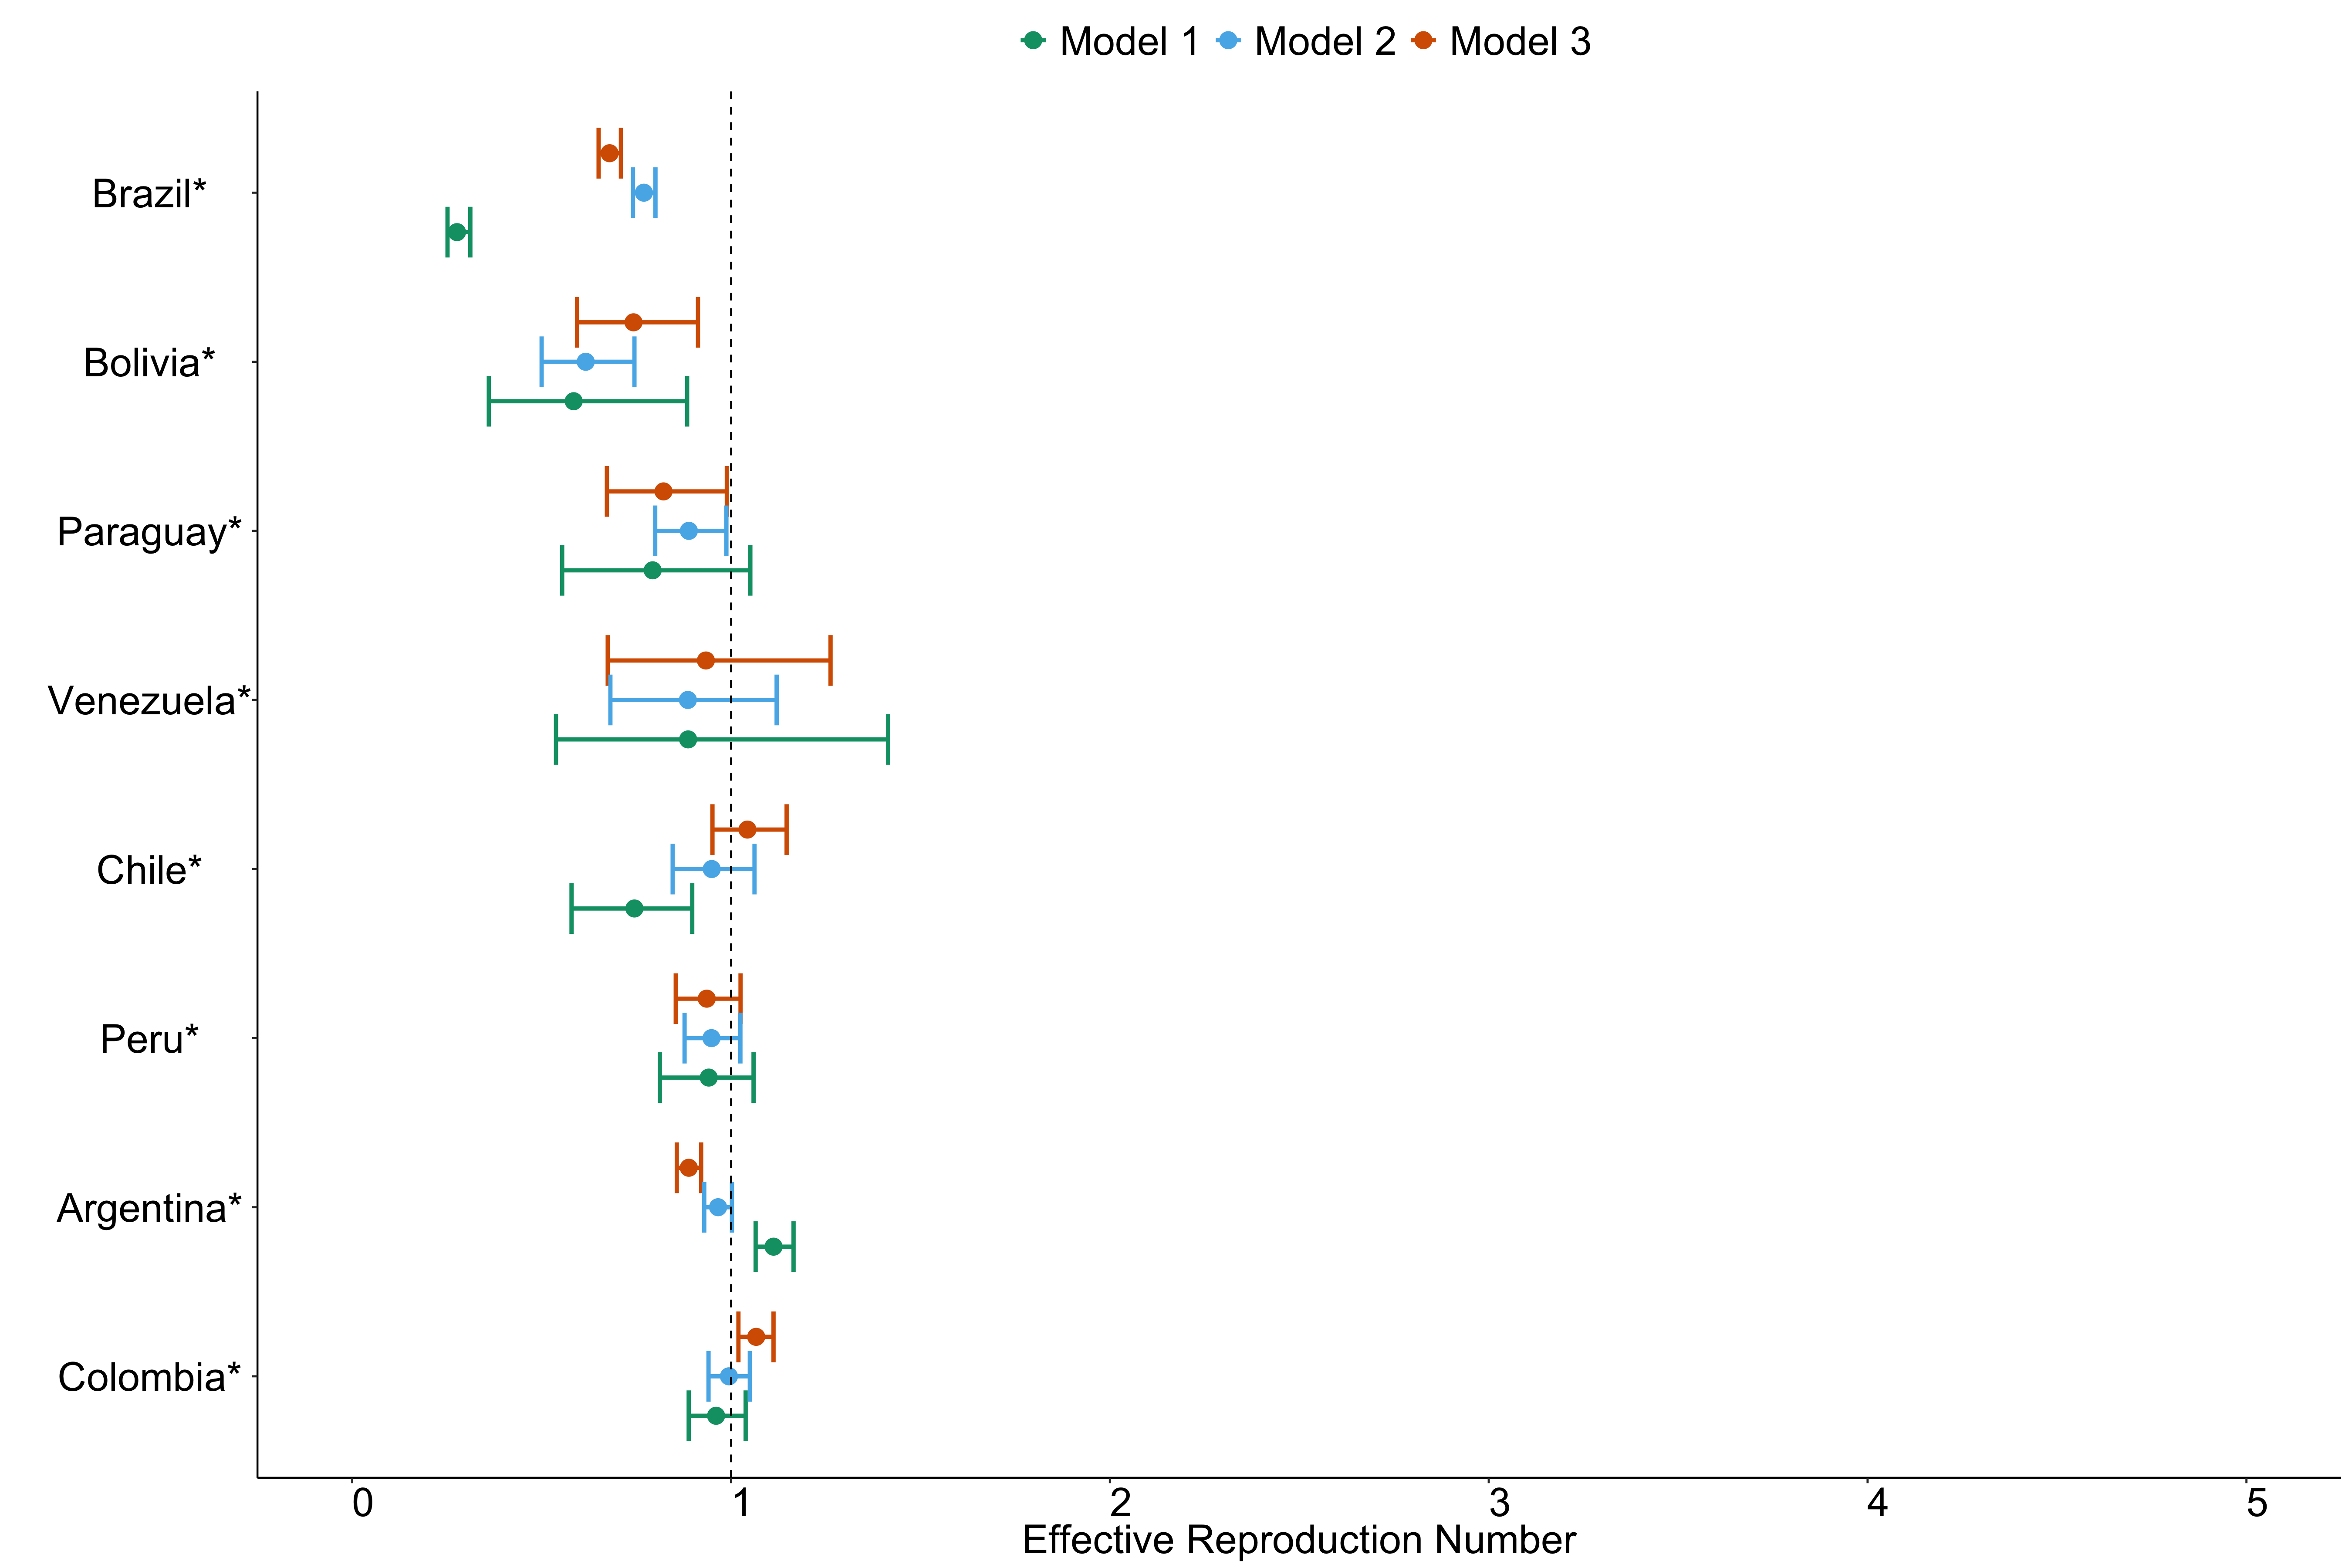 Model 1 Model 2 Model 3
Brazil*
Bolivia*
Paraguay*
Venezuela*
Chile*
Peru*
Argentina*
Colombia*
0 1 2 3 4 5
Effective Reproduction Number